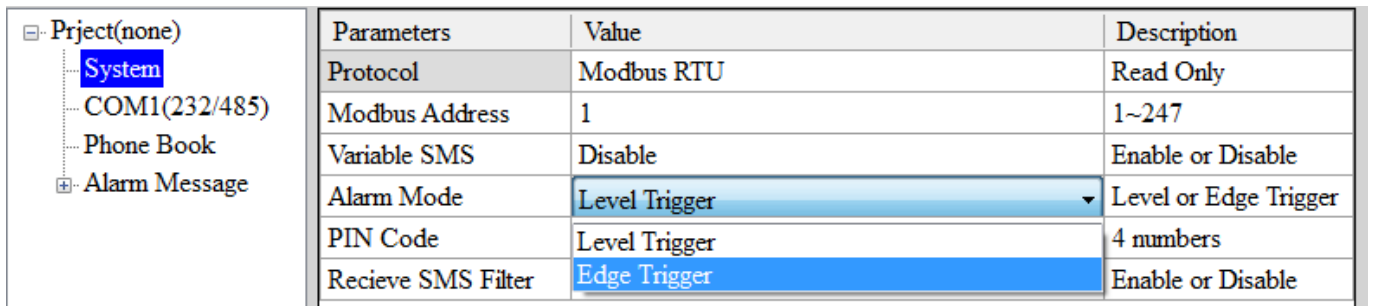 Prject(none)
System
COM1(232/485)
Phone Book
Alarm Message
Parameters Value Description
Protocol Modbus RTU Read Only
Modbus Address 1 1~247
Variable SMS Disable Enable or Disable
Alarm Mode Level Trigger Level or Edge Trigger
PIN Code Level Trigger 4 numbers
Recieve SMS Filter Edge Trigger Enable or Disable